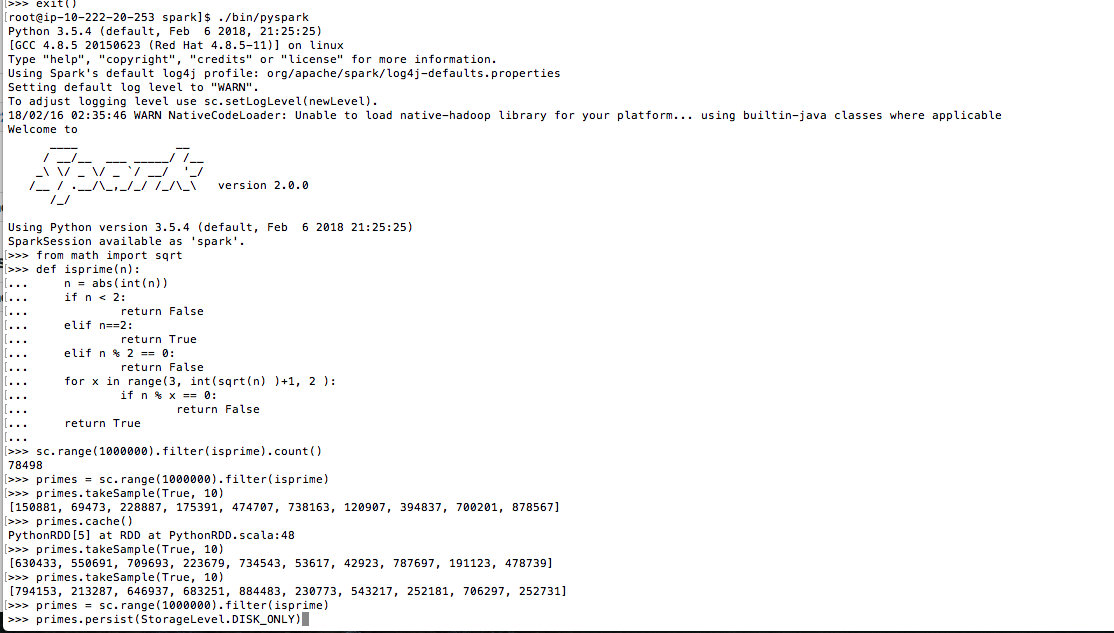 >>> exit()
[root@ip-10-222-20-253 spark]$ ./bin/pyspark
Python 3.5.4 (default, Feb  6 2018, 21:25:25)
[GCC 4.8.5 20150623 (Red Hat 4.8.5-11)] on linux
Type "help", "copyright", "credits" or "license" for more information.
Using Spark's default log4j profile: org/apache/spark/log4j-defaults.properties
Setting default log level to "WARN".
To adjust logging level use sc.setLogLevel(newLevel).
18/02/16 02:35:46 WARN NativeCodeLoader: Unable to load native-hadoop library for your platform... using builtin-java classes where applicable
Welcome to
      ____              __
     / __/__  ___ _____/ /__
    _\ \/ _ \/ _ `/ __/  '_/
   /__ / .__/\_,_/_/ /_/\_\   version 2.0.0
      /_/
Using Python version 3.5.4 (default, Feb  6 2018 21:25:25)
SparkSession available as 'spark'.
[>>> from math import sqrt
[>>> def isprime(n):
[...     n = abs(int(n))
[...     if n < 2:
[...             return False
[...     elif n==2:
[...             return True
[...     elif n % 2 == 0:
[...             return False
[...     for x in range(3, int(sqrt(n) )+1, 2 ):
[...             if n % x == 0:
[...                     return False
[...     return True
[...
[>>> sc.range(1000000).filter(isprime).count()
78498
[>>> primes = sc.range(1000000).filter(isprime)
[>>> primes.takeSample(True, 10)
[150881, 69473, 228887, 175391, 474707, 738163, 120907, 394837, 700201, 878567]
[>>> primes.cache()
PythonRDD[5] at RDD at PythonRDD.scala:48
[>>> primes.takeSample(True, 10)
[630433, 550691, 709693, 223679, 734543, 53617, 42923, 787697, 191123, 478739]
[>>> primes.takeSample(True, 10)
[794153, 213287, 646937, 683251, 884483, 230773, 543217, 252181, 706297, 252731]
[>>> primes = sc.range(1000000).filter(isprime)
>>> primes.persist(StorageLevel.DISK_ONLY)